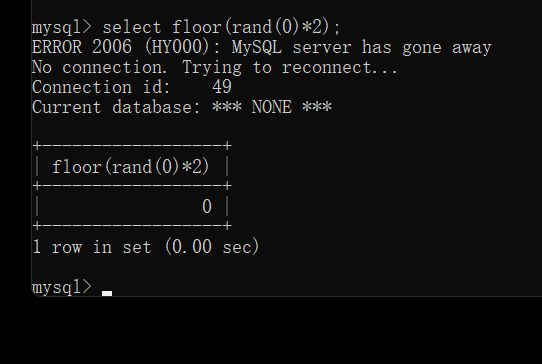 mysql> select floor(rand(0)*2);
ERROR 2006 (HY000): MySQL server has gone away
No connection. Trying to reconnect...
Connection id:    49
Current database: *** NONE ***
+------------------+
| floor(rand(0)*2) |
+------------------+
|                0 |
+------------------+
1 row in set (0.00 sec)
mysql>